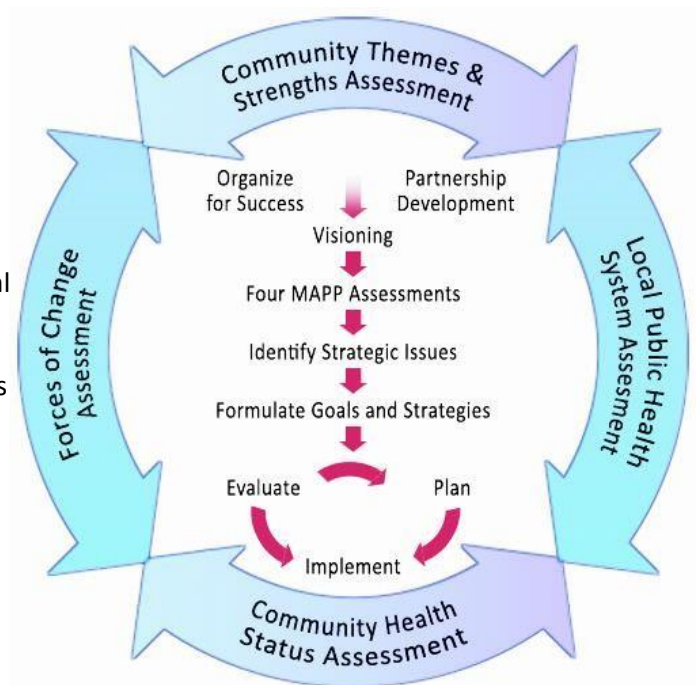 Community Themes &
Strengths Assessment
Organize
for Success
Partnership
Development
Visioning
Four MAPP Assessments
Identify Strategic Issues
Formulate Goals and Strategies
Evaluate
Plan
Implement
Forces of Change
Assessment
Local Public Health
System Assessment
Community Health
Status Assessment